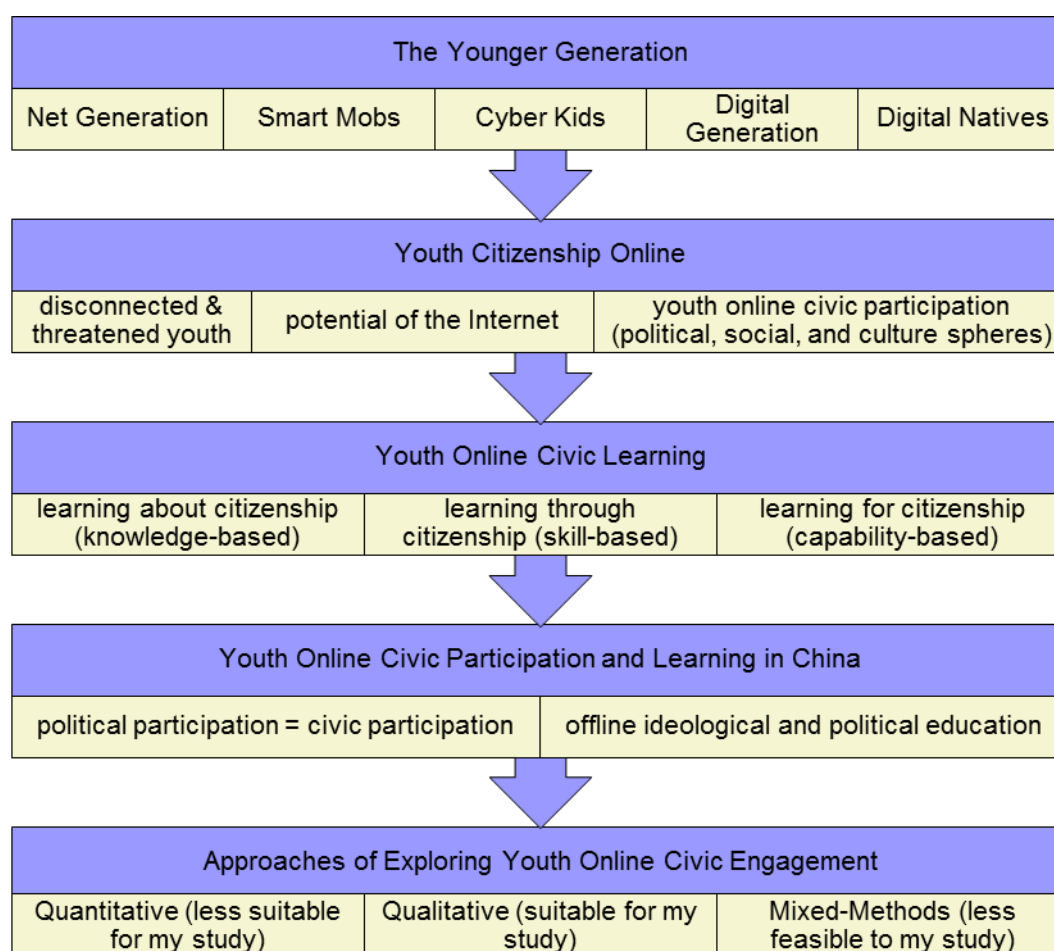 The Younger Generation
Net Generation
Smart Mobs
Cyber Kids
Digital
Generation
Digital Natives
Youth Citizenship Online
disconnected &
threatened youth
potential of the Internet
youth online civic participation
(political, social, and culture spheres)
Youth Online Civic Learning
learning about citizenship
(knowledge-based)
learning through
citizenship (skill-based)
learning for citizenship
(capability-based)
Youth Online Civic Participation and Learning in China
political participation = civic participation
offline ideological and political education
Approaches of Exploring Youth Online Civic Engagement
Quantitative (less suitable
for my study)
Qualitative (suitable for my
study)
Mixed-Methods (less
feasible to my study)